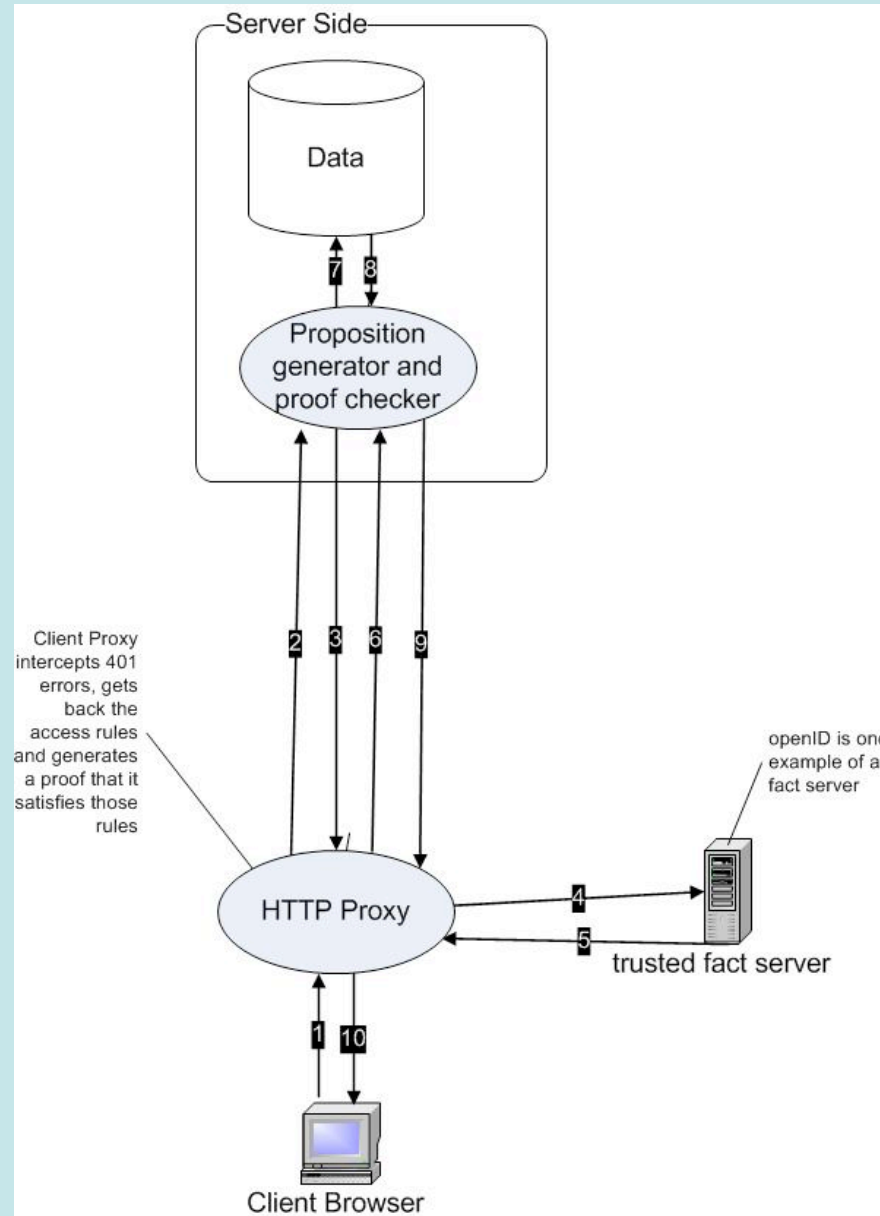 Server Side
Data
7
8
Proposition
generator and
proof checker
2
3
6
9
Client Proxy
intercepts 401
errors, gets
back the
access rules
and generates
a proof that it
satisfies those
rules
openID is one
example of a
fact server
HTTP Proxy
4
5
trusted fact server
1
10
Client Browser